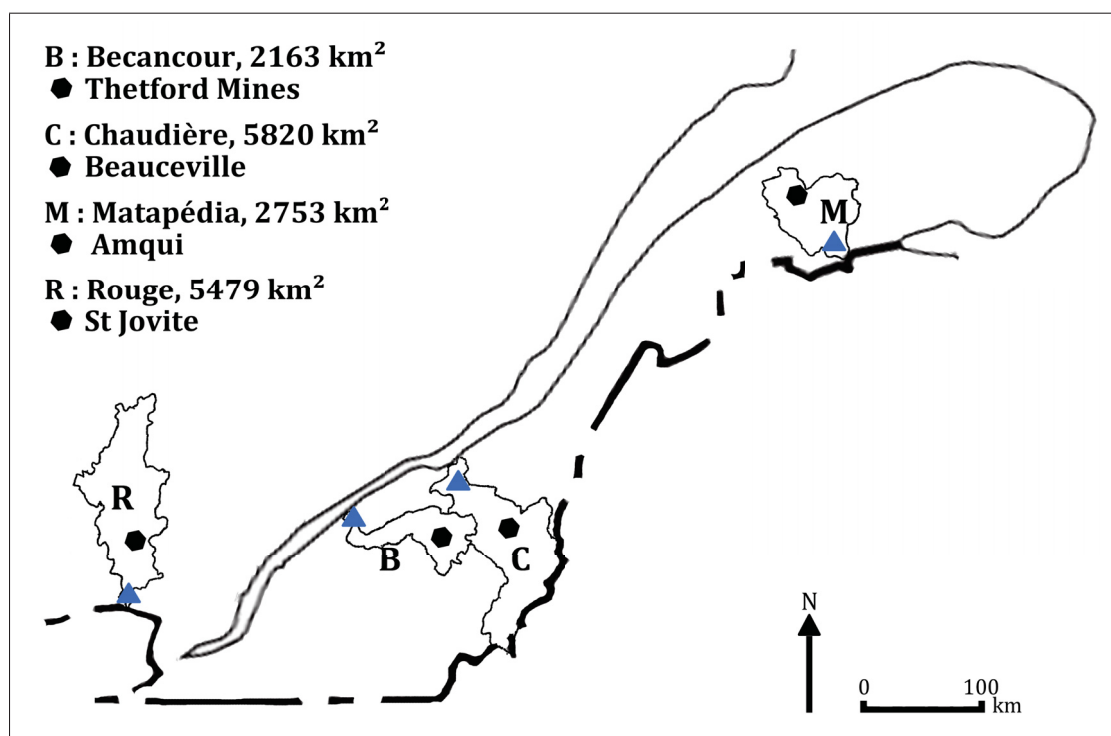 B : Becancour, 2163 km²
Thetford Mines
C : Chaudière, 5820 km²
Beauceville
M : Matapédia, 2753 km²
Amqui
R : Rouge, 5479 km²
St Jovite
M
R
B
C
N
0 100
km